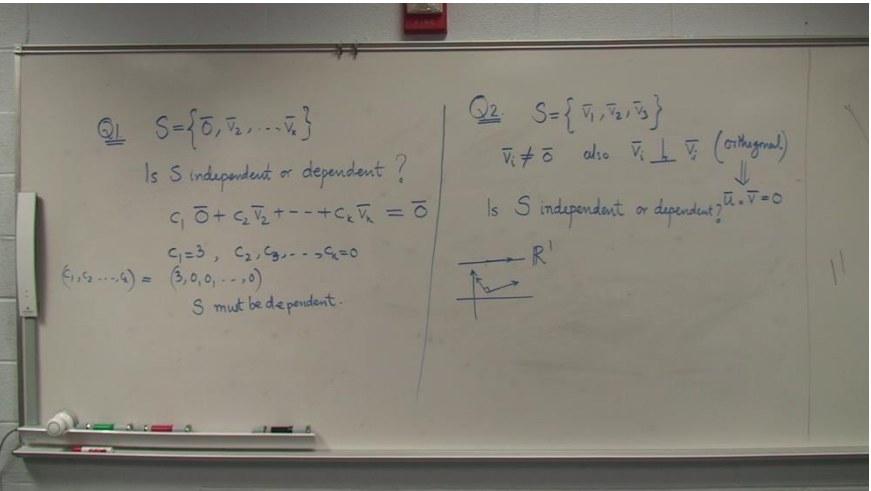 Q1 S={0̅, v̅₂, ... v̅ₖ}
Is S independent or dependent?
c₁ 0̅ + c₂ v̅₂ + --- + cₖ v̅ₖ = 0̅
c₁=3, c₂, c₃, ..., cₖ=0
(c₁, c₂ ..., cₖ) = (3, 0, 0, ..., 0)
S must be dependent.
Q2. S={ v̅₁, v̅₂, v̅₃}
v̅ᵢ ≠ 0̅ also v̅ᵢ ⊥ v̅ⱼ (orthogonal)
⇓
u̅ . v̅ = 0
Is S independent or dependent?
ℝ¹